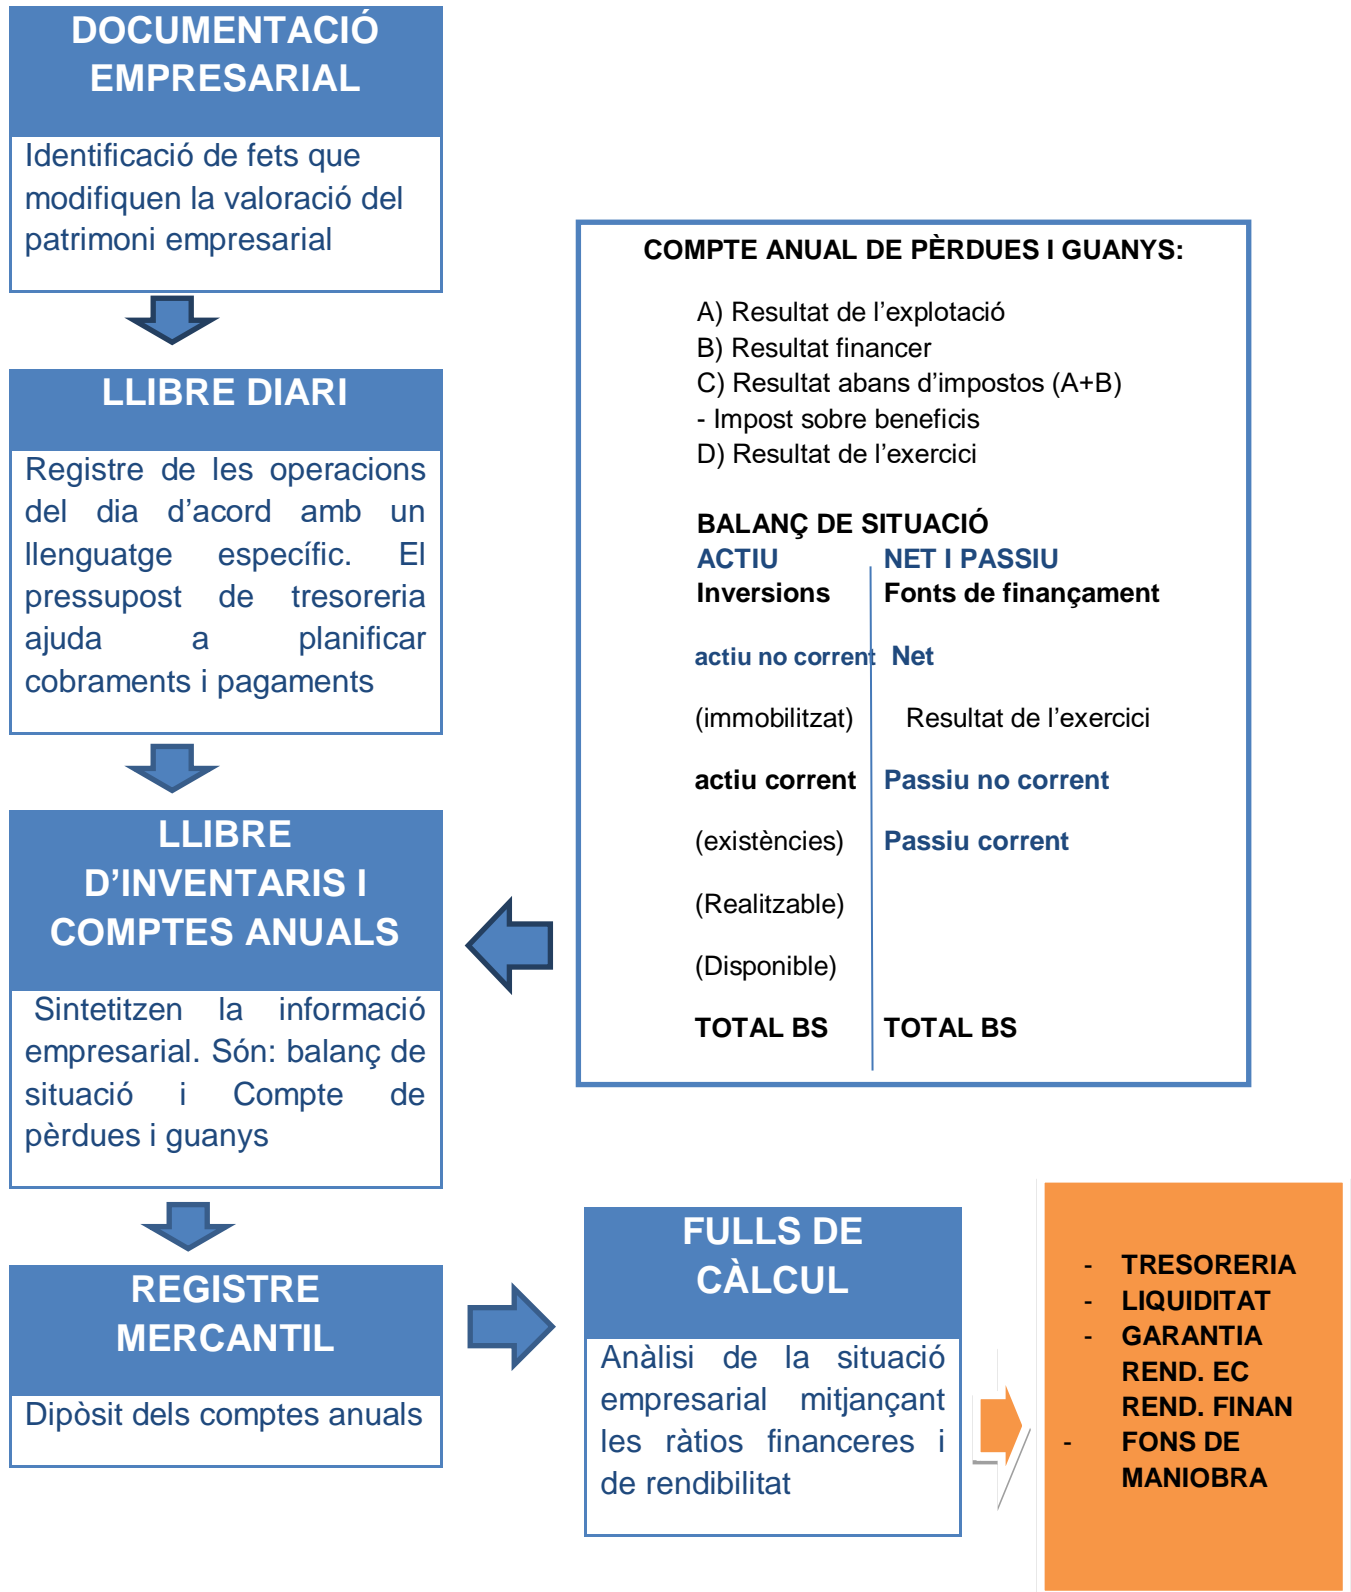 DOCUMENTACIÓ
EMPRESARIAL
Identificació de fets que
modifiquen la valoració del
patrimoni empresarial
LLIBRE DIARI
Registre de les operacions
del dia d’acord amb un
llenguatge específic. El
pressupost de tresoreria
ajuda a planificar
cobraments i pagaments
LLIBRE
D’INVENTARIS I
COMPTES ANUALS
Sintetitzen la informació
empresarial. Són: balanç de
situació i Compte de
pèrdues i guanys
COMPTE ANUAL DE PÈRDUES I GUANYS:
A) Resultat de l’explotació
B) Resultat financer
C) Resultat abans d’impostos (A+B)
- Impost sobre beneficis
D) Resultat de l’exercici
BALANÇ DE SITUACIÓ
ACTIU NET I PASSIU
Inversions Fonts de finançament
actiu no corrent Net
(immobilitzat) Resultat de l’exercici
actiu corrent Passiu no corrent
(existències) Passiu corrent
(Realitzable)
(Disponible)
TOTAL BS TOTAL BS
REGISTRE
MERCANTIL
Dipòsit dels comptes anuals
FULLS DE
CÀLCUL
Anàlisi de la situació
empresarial mitjançant
les ràtios financeres i
de rendibilitat
- TRESORERIA
- LIQUIDITAT
- GARANTIA
REND. EC
REND. FINAN
- FONS DE
MANIOBRA